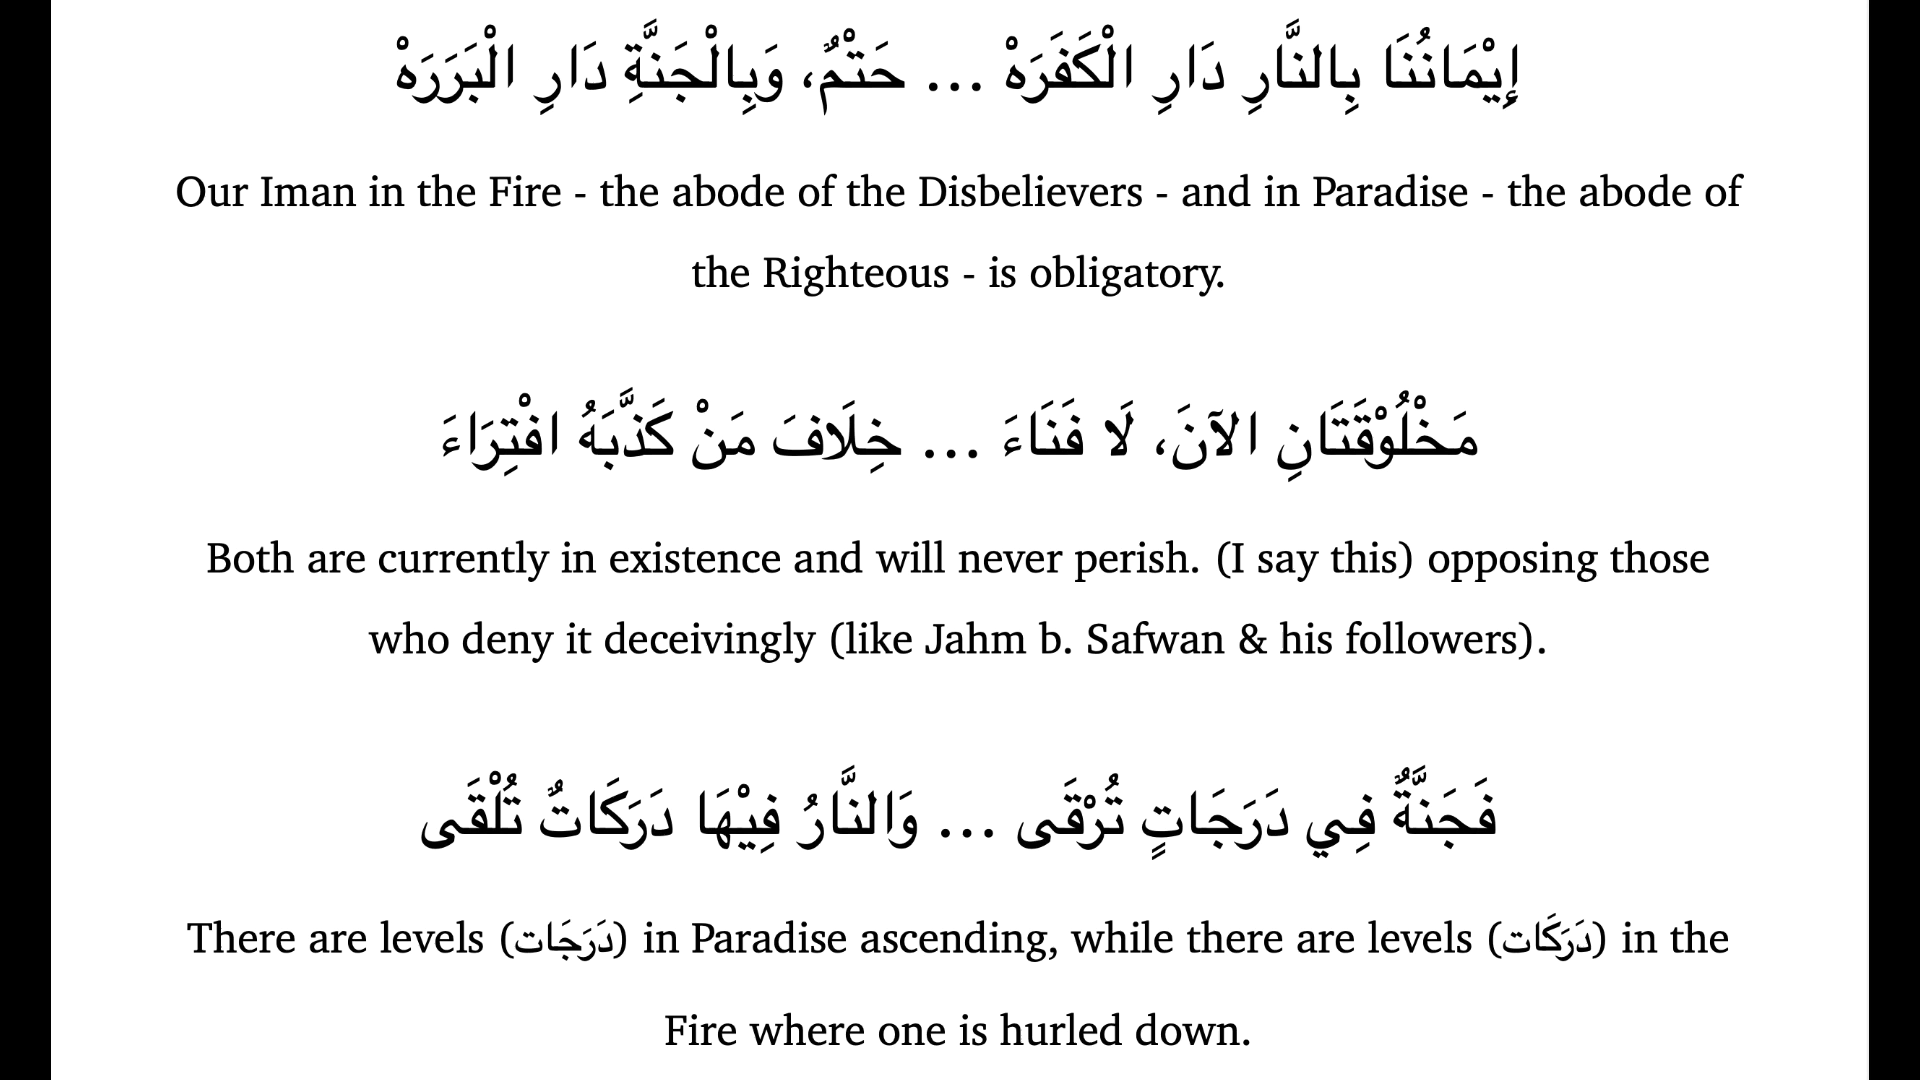 إِيْمَانُنَا بِالنَّارِ دَارِ الْكَفَرَهْ ... حَتْمٌ، وَبِالْجَنَّةِ دَارِ الْبَرَرَهْ
Our Iman in the Fire - the abode of the Disbelievers - and in Paradise - the abode of
the Righteous - is obligatory.
مَخْلُوْقَتَانِ الآنَ، لَا فَنَاءَ ... خِلَافَ مَنْ كَذَّبَهُ افْتِرَاءَ
Both are currently in existence and will never perish. (I say this) opposing those
who deny it deceivingly (like Jahm b. Safwan & his followers).
فَجَنَّةٌ فِي دَرَجَاتٍ تُرْقَى ... وَالنَّارُ فِيْهَا دَرَكَاتٌ تُلْقَى
There are levels (دَرَجَات) in Paradise ascending, while there are levels (دَرَكَات) in the
Fire where one is hurled down.